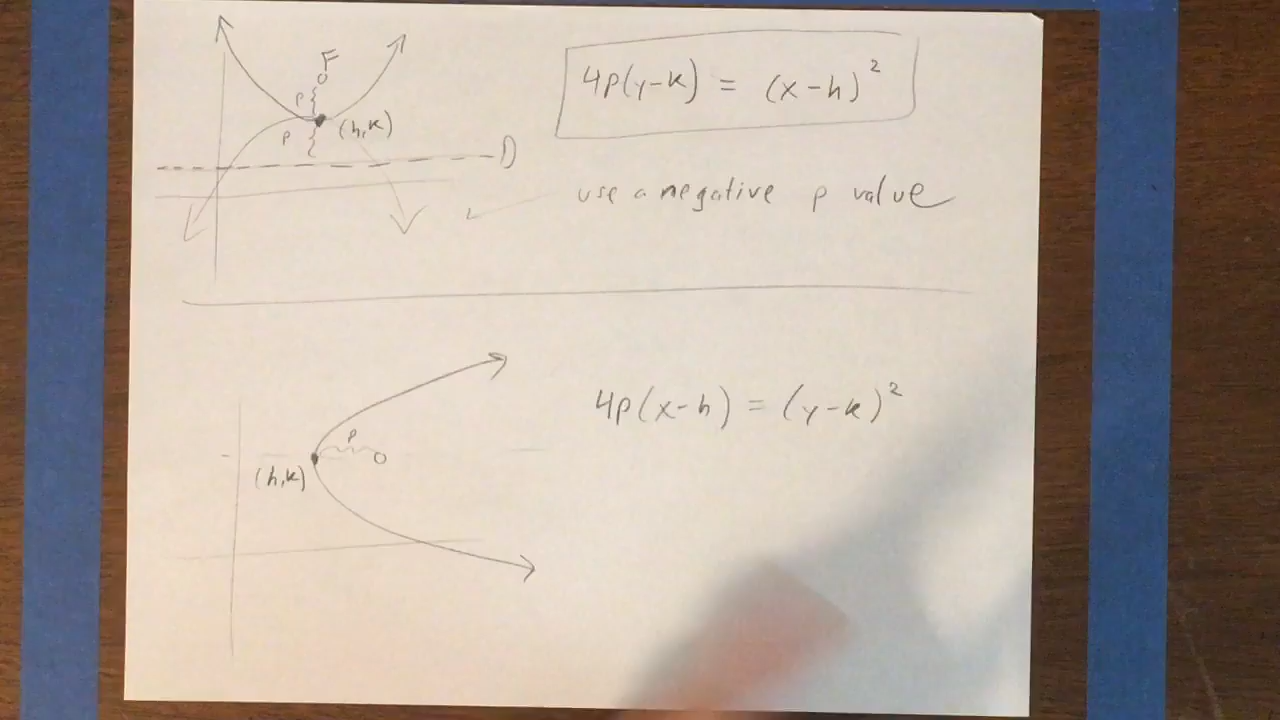 F
4p(y-k) = (x-h)²
p
(h,k)
p
D
use a negative p value
4p(x-h) = (y-k)²
p
(h,k)